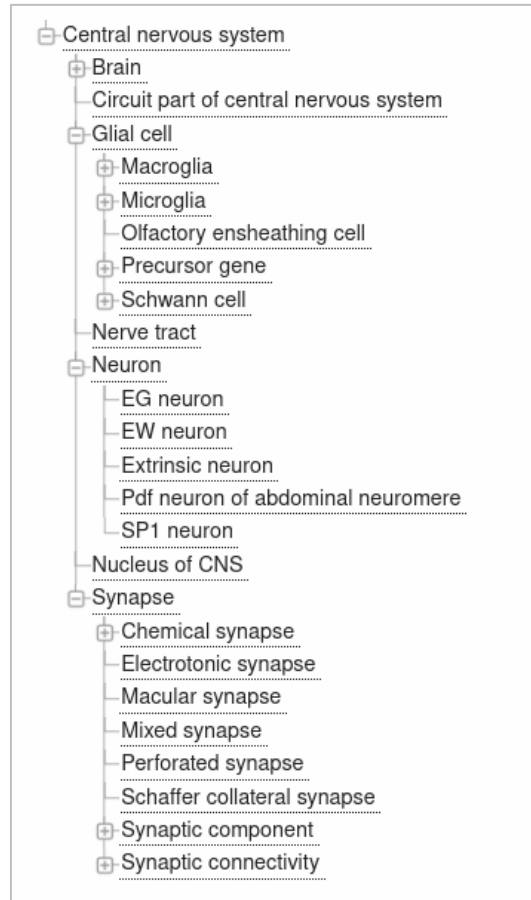 Central nervous system
Brain
Circuit part of central nervous system
Glial cell
Macroglia
Microglia
Olfactory ensheathing cell
Precursor gene
Schwann cell
Nerve tract
Neuron
EG neuron
EW neuron
Extrinsic neuron
Pdf neuron of abdominal neuromere
SP1 neuron
Nucleus of CNS
Synapse
Chemical synapse
Electrotonic synapse
Macular synapse
Mixed synapse
Perforated synapse
Schaffer collateral synapse
Synaptic component
Synaptic connectivity